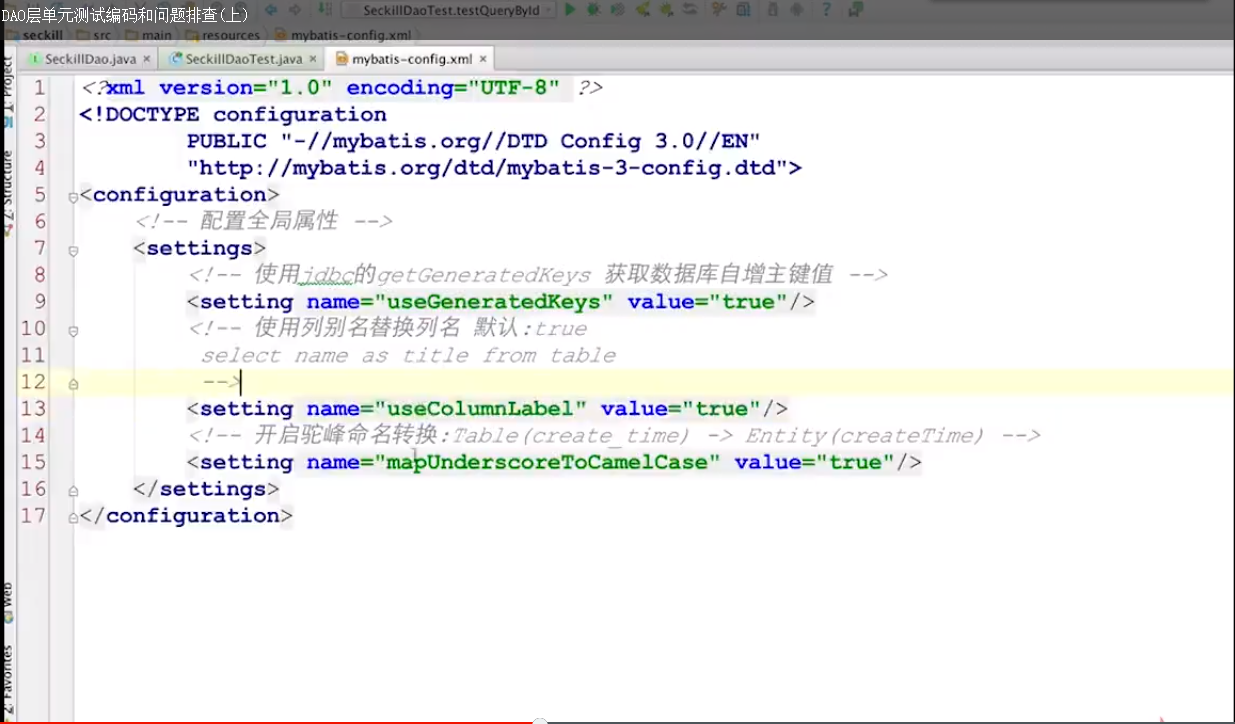 DAO层单元测试编码和问题排查(上)
SeckillDaoTest.testQueryById
seckill src main resources mybatis-config.xml
SeckillDao.java SeckillDaoTest.java mybatis-config.xml
1: Project
Z: Structure
Web
2: Favorites
1 <?xml version="1.0" encoding="UTF-8" ?>
2 <!DOCTYPE configuration
3 PUBLIC "-//mybatis.org//DTD Config 3.0//EN"
4 "http://mybatis.org/dtd/mybatis-3-config.dtd">
5 <configuration>
6 <!-- 配置全局属性 -->
7 <settings>
8 <!-- 使用jdbc的getGeneratedKeys 获取数据库自增主键值 -->
9 <setting name="useGeneratedKeys" value="true"/>
10 <!-- 使用列别名替换列名 默认:true
11 select name as title from table
12 -->
13 <setting name="useColumnLabel" value="true"/>
14 <!-- 开启驼峰命名转换:Table(create_time) -> Entity(createTime) -->
15 <setting name="mapUnderscoreToCamelCase" value="true"/>
16 </settings>
17 </configuration>